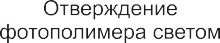 Отверждение
фотополимера светом